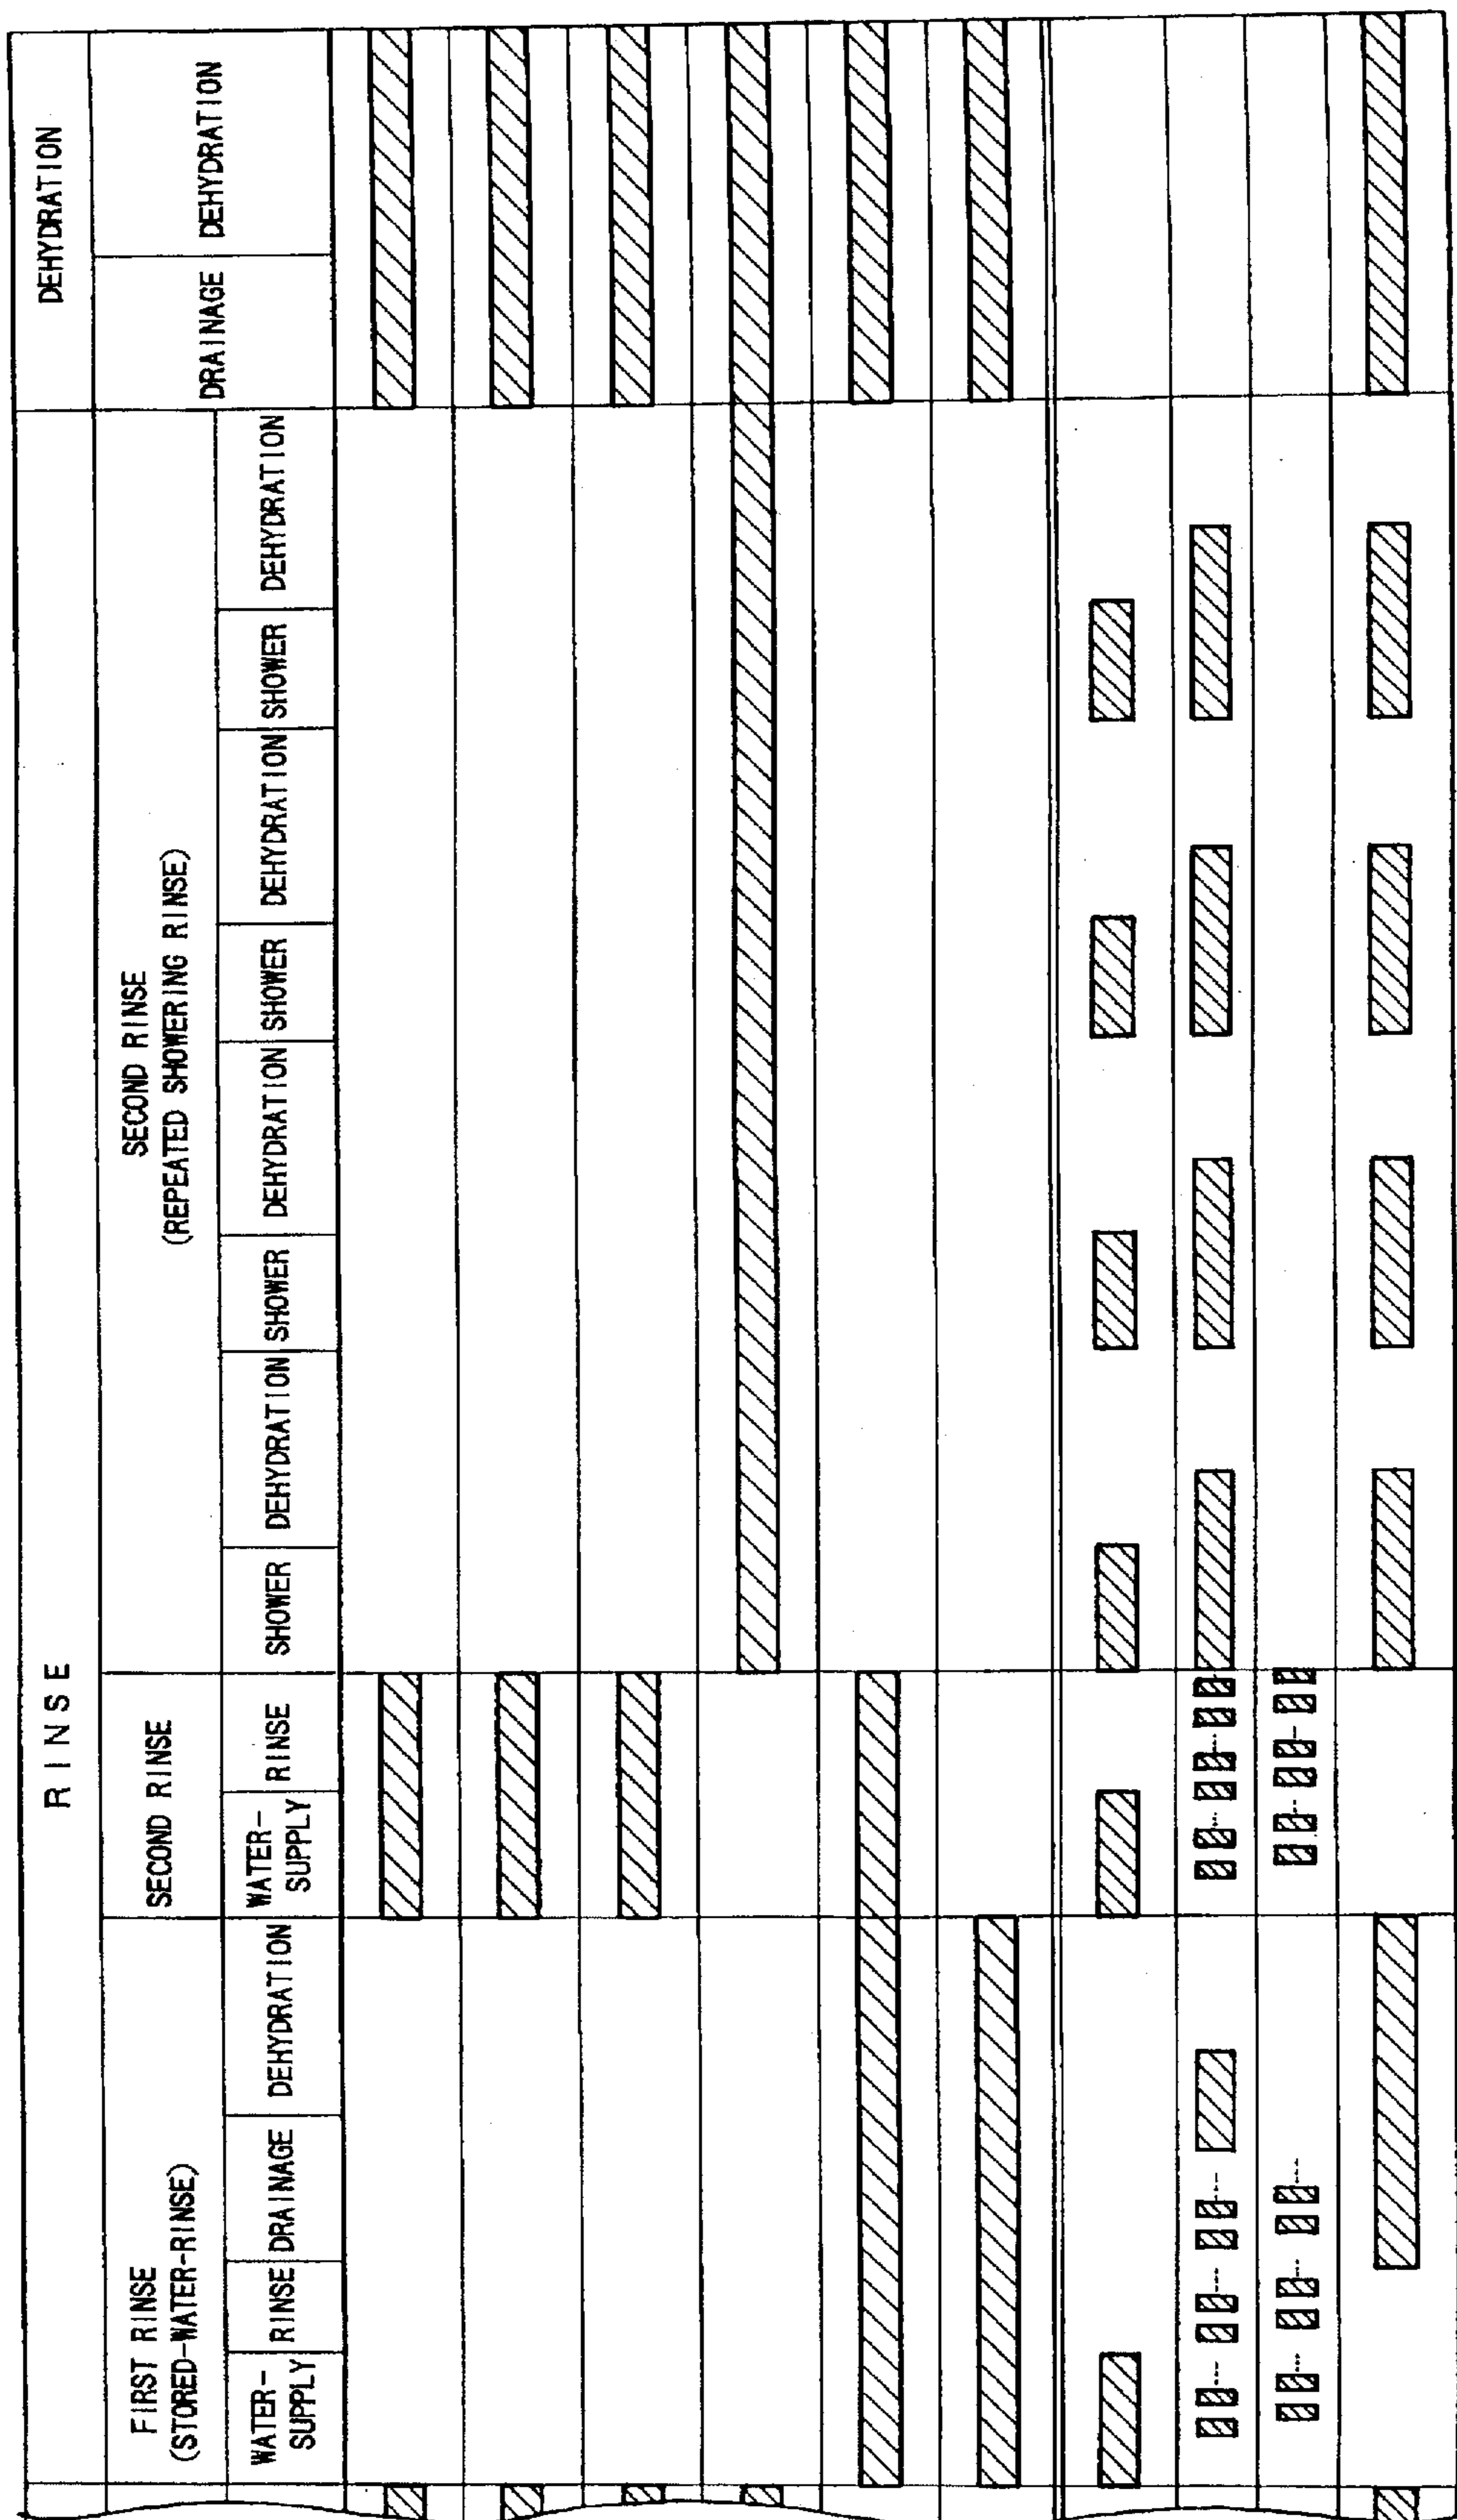 RINSE
DEHYDRATION
FIRST RINSE
(STORED-WATER-RINSE)
SECOND RINSE
SECOND RINSE
(REPEATED SHOWERING RINSE)
WATER-
SUPPLY
RINSE
DRAINAGE
DEHYDRATION
WATER-
SUPPLY
RINSE
SHOWER
DEHYDRATION
SHOWER
DEHYDRATION
SHOWER
DEHYDRATION
SHOWER
DEHYDRATION
DRAINAGE
DEHYDRATION